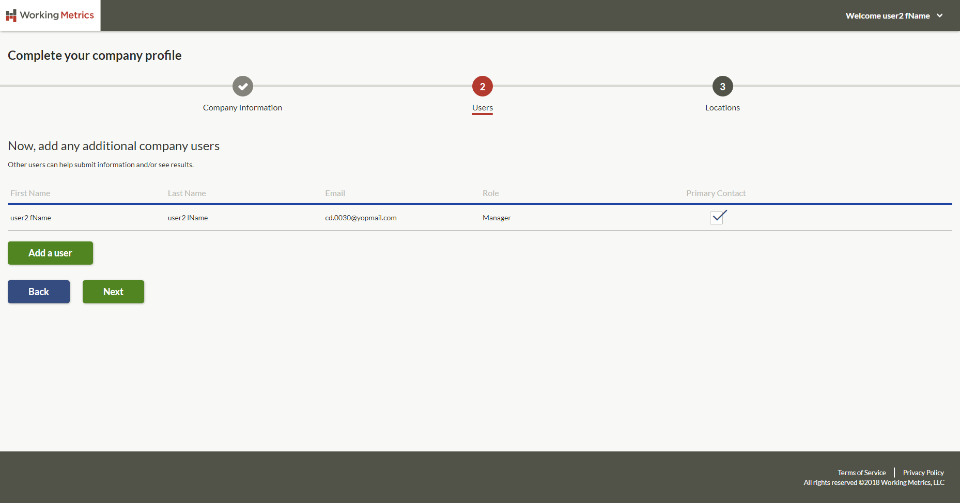 Working Metrics
Welcome user2 fName
Complete your company profile
2
3
Company Information
Users
Locations
Now, add any additional company users
Other users can help submit information and/or see results.
First Name Last Name Email Role Primary Contact
user2 fName user2 lName cd.0030@yopmail.com Manager
Add a user
Back Next
Terms of Service Privacy Policy
All rights reserved ©2018 Working Metrics, LLC